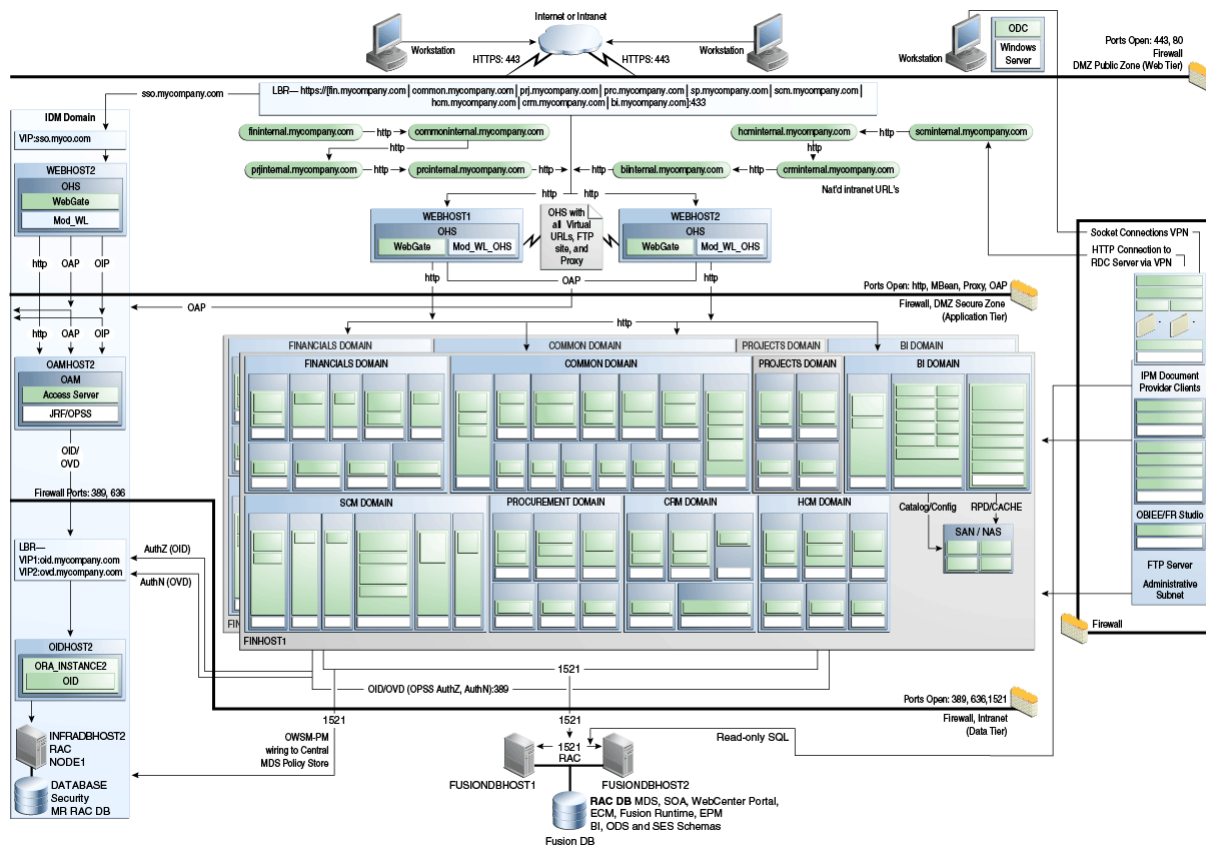 Internet or Intranet
Workstation
Workstation
Workstation
ODC
Windows
Server
HTTPS: 443
HTTPS: 443
Ports Open: 443, 80
Firewall
DMZ Public Zone (Web Tier)
sso.mycompany.com
LBR— https://[fin.mycompany.com | common.mycompany.com | prj.mycompany.com | prc.mycompany.com | sp.mycompany.com | scm.mycompany.com |
hcm.mycompany.com | crm.mycompany.com | bi.mycompany.com]:433
IDM Domain
VIP:sso.myco.com
WEBHOST2
OHS
WebGate
Mod_WL
http
OAP
OIP
fininternal.mycompany.com
http
commoninternal.mycompany.com
hcminternal.mycompany.com
http
scminternal.mycompany.com
http
http
prjinternal.mycompany.com
http
prcinternal.mycompany.com
http
http
biinternal.mycompany.com
http
crminternal.mycompany.com
Nat'd intranet URL's
http
http
WEBHOST1
OHS
WebGate
Mod_WL_OHS
OHS with
all Virtual
URLs, FTP
site, and
Proxy
WEBHOST2
OHS
WebGate
Mod_WL_OHS
Socket Connections VPN
HTTP Connection to
RDC Server via VPN
http
OAP
http
Ports Open: http, MBean, Proxy, OAP
OAP
Firewall, DMZ Secure Zone
(Application Tier)
http
OAP
OIP
http
OAMHOST2
OAM
Access Server
JRF/OPSS
OID/
OVD
FINANCIALS DOMAIN
COMMON DOMAIN
PROJECTS DOMAIN
BI DOMAIN
FINANCIALS DOMAIN
COMMON DOMAIN
PROJECTS DOMAIN
BI DOMAIN
IPM Document
Provider Clients
Firewall Ports: 389, 636
SCM DOMAIN
PROCUREMENT DOMAIN
CRM DOMAIN
HCM DOMAIN
Catalog/Config
RPD/CACHE
SAN / NAS
OBIEE/FR Studio
FTP Server
Administrative
Subnet
LBR—
VIP1:oid.mycompany.com
VIP2:ovd.mycompany.com
AuthZ (OID)
AuthN (OVD)
FINHOST1
Firewall
OIDHOST2
ORA_INSTANCE2
OID
1521
OID/OVD (OPSS AuthZ, AuthN):389
Ports Open: 389, 636,1521
Firewall, Intranet
(Data Tier)
1521
1521
OWSM-PM
wiring to Central
MDS Policy Store
INFRADBHOST2
RAC
NODE1
DATABASE
Security
MR RAC DB
1521
RAC
Read-only SQL
FUSIONDBHOST1
FUSIONDBHOST2
RAC DB MDS, SOA, WebCenter Portal,
ECM, Fusion Runtime, EPM
BI, ODS and SES Schemas
Fusion DB